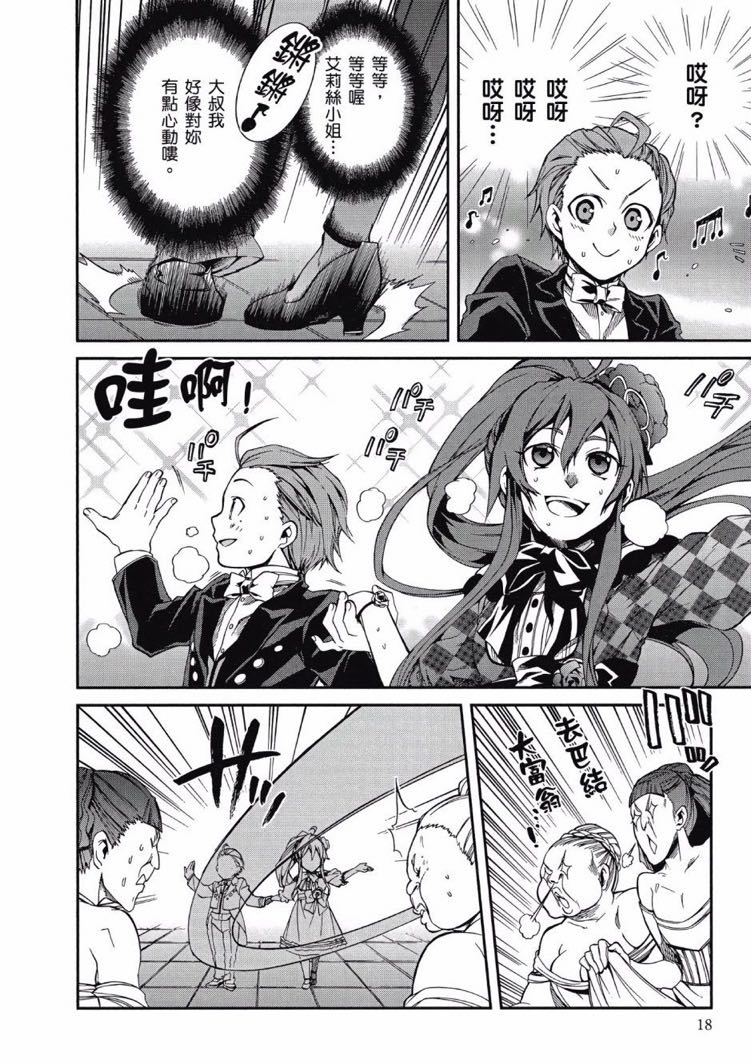 哎呀？
哎呀
哎呀
哎呀…
等等，
等等喔
艾莉絲小姐…
鏘鏘
大叔我
好像對妳
有點心動嘍。
パチ
パチ
パチ
パチ
哇啊！
去巴結
大富翁…！
ザッ
18